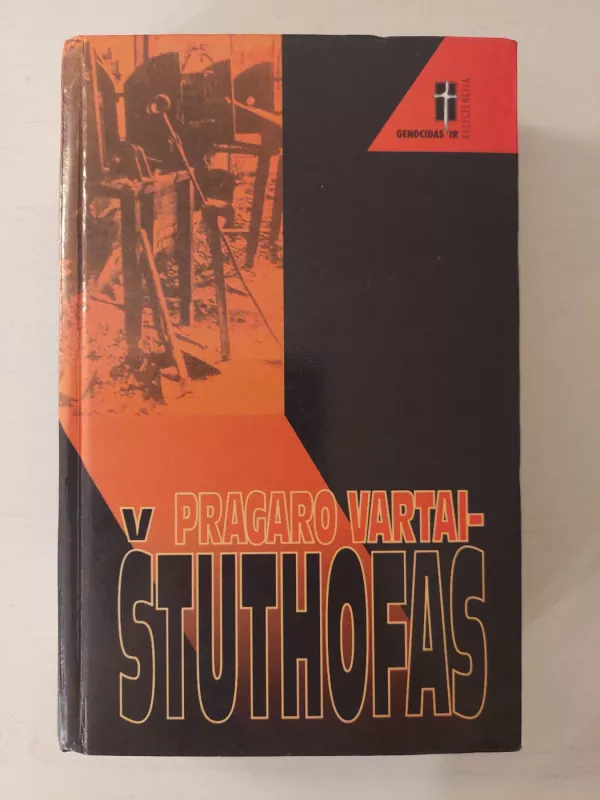 GENOCIDAS IR
REZISTENCIJA
PRAGARO VARTAI-
ŠTUTHOFAS